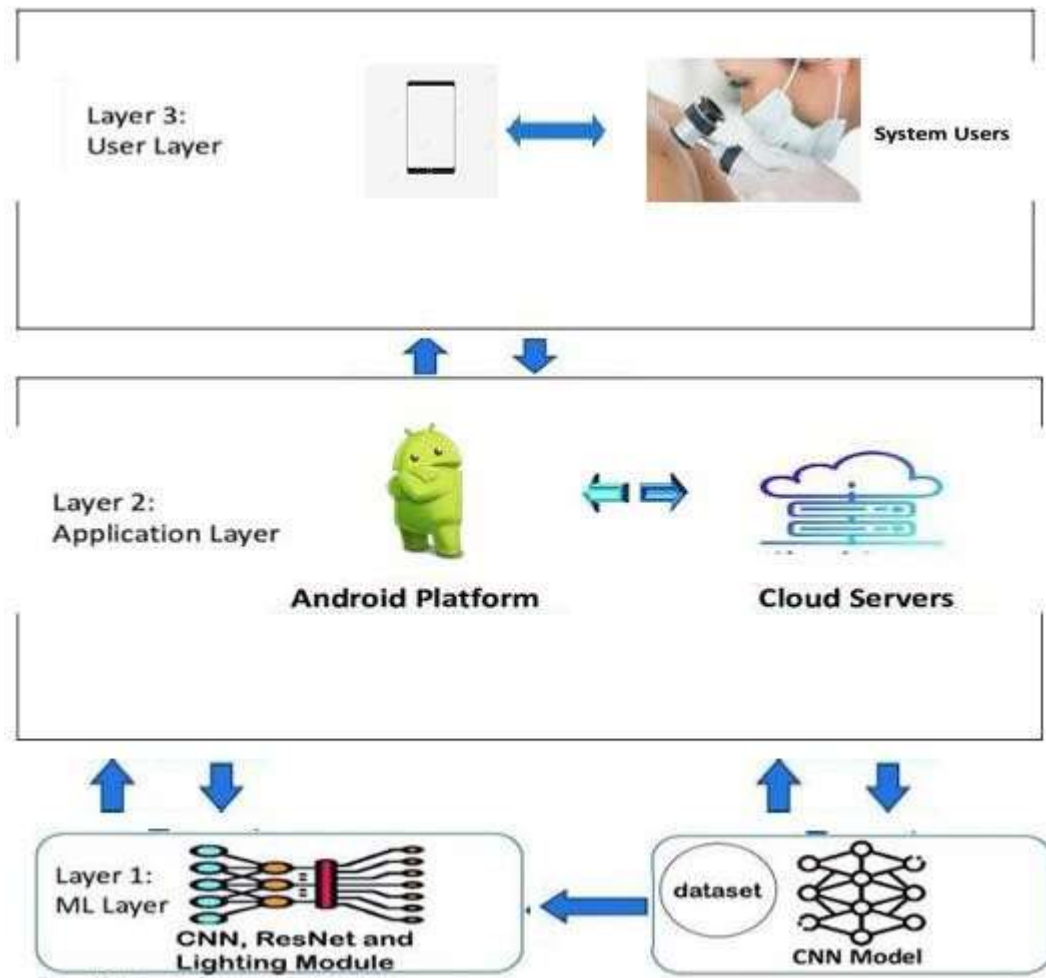 Layer 3:
User Layer
System Users
Layer 2:
Application Layer
Android Platform
Cloud Servers
Layer 1:
ML Layer
CNN, ResNet and
Lighting Module
dataset
CNN Model